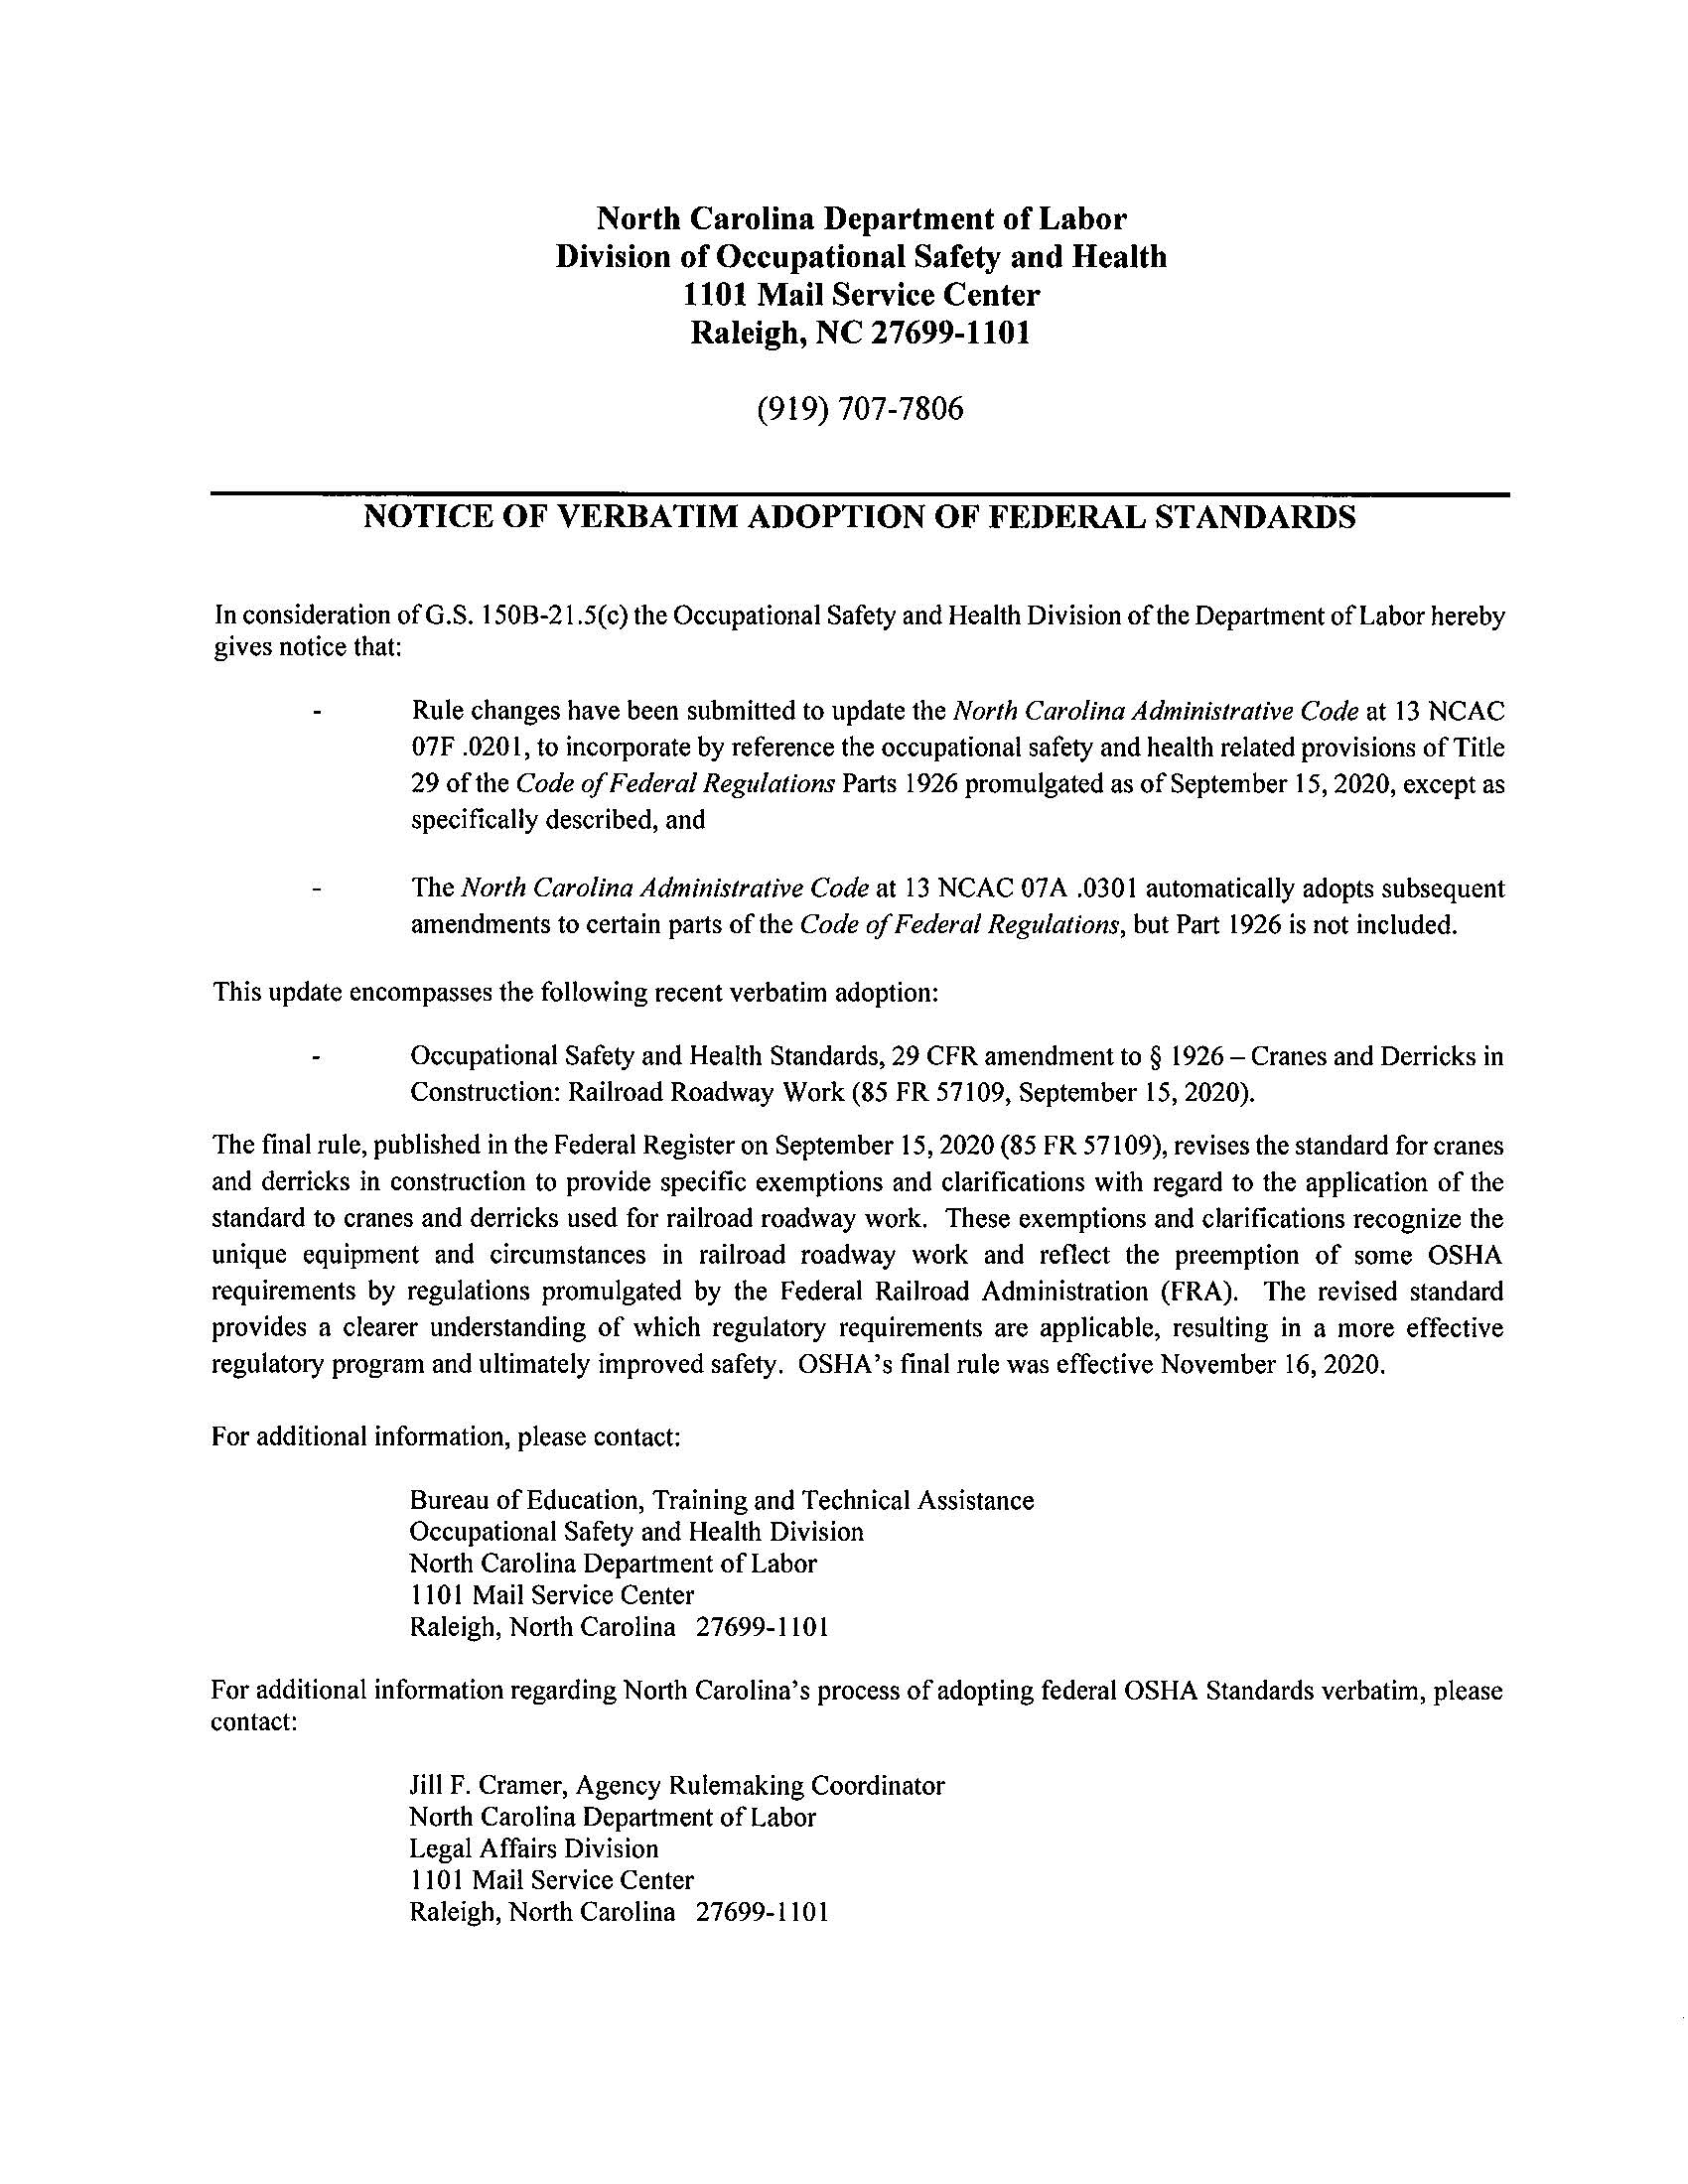 North Carolina Department of Labor
Division of Occupational Safety and Health
1101 Mail Service Center
Raleigh, NC 27699-1101
(919) 707-7806
NOTICE OF VERBATIM ADOPTION OF FEDERAL STANDARDS
In consideration of G.S. 150B-21.5(c) the Occupational Safety and Health Division of the Department of Labor hereby
gives notice that:
- Rule changes have been submitted to update the North Carolina Administrative Code at 13 NCAC
07F .0201, to incorporate by reference the occupational safety and health related provisions of Title
29 of the Code of Federal Regulations Parts 1926 promulgated as of September 15, 2020, except as
specifically described, and
- The North Carolina Administrative Code at 13 NCAC 07A .0301 automatically adopts subsequent
amendments to certain parts of the Code of Federal Regulations, but Part 1926 is not included.
This update encompasses the following recent verbatim adoption:
- Occupational Safety and Health Standards, 29 CFR amendment to § 1926 – Cranes and Derricks in
Construction: Railroad Roadway Work (85 FR 57109, September 15, 2020).
The final rule, published in the Federal Register on September 15, 2020 (85 FR 57109), revises the standard for cranes
and derricks in construction to provide specific exemptions and clarifications with regard to the application of the
standard to cranes and derricks used for railroad roadway work. These exemptions and clarifications recognize the
unique equipment and circumstances in railroad roadway work and reflect the preemption of some OSHA
requirements by regulations promulgated by the Federal Railroad Administration (FRA). The revised standard
provides a clearer understanding of which regulatory requirements are applicable, resulting in a more effective
regulatory program and ultimately improved safety. OSHA's final rule was effective November 16, 2020.
For additional information, please contact:
Bureau of Education, Training and Technical Assistance
Occupational Safety and Health Division
North Carolina Department of Labor
1101 Mail Service Center
Raleigh, North Carolina 27699-1101
For additional information regarding North Carolina's process of adopting federal OSHA Standards verbatim, please
contact:
Jill F. Cramer, Agency Rulemaking Coordinator
North Carolina Department of Labor
Legal Affairs Division
1101 Mail Service Center
Raleigh, North Carolina 27699-1101